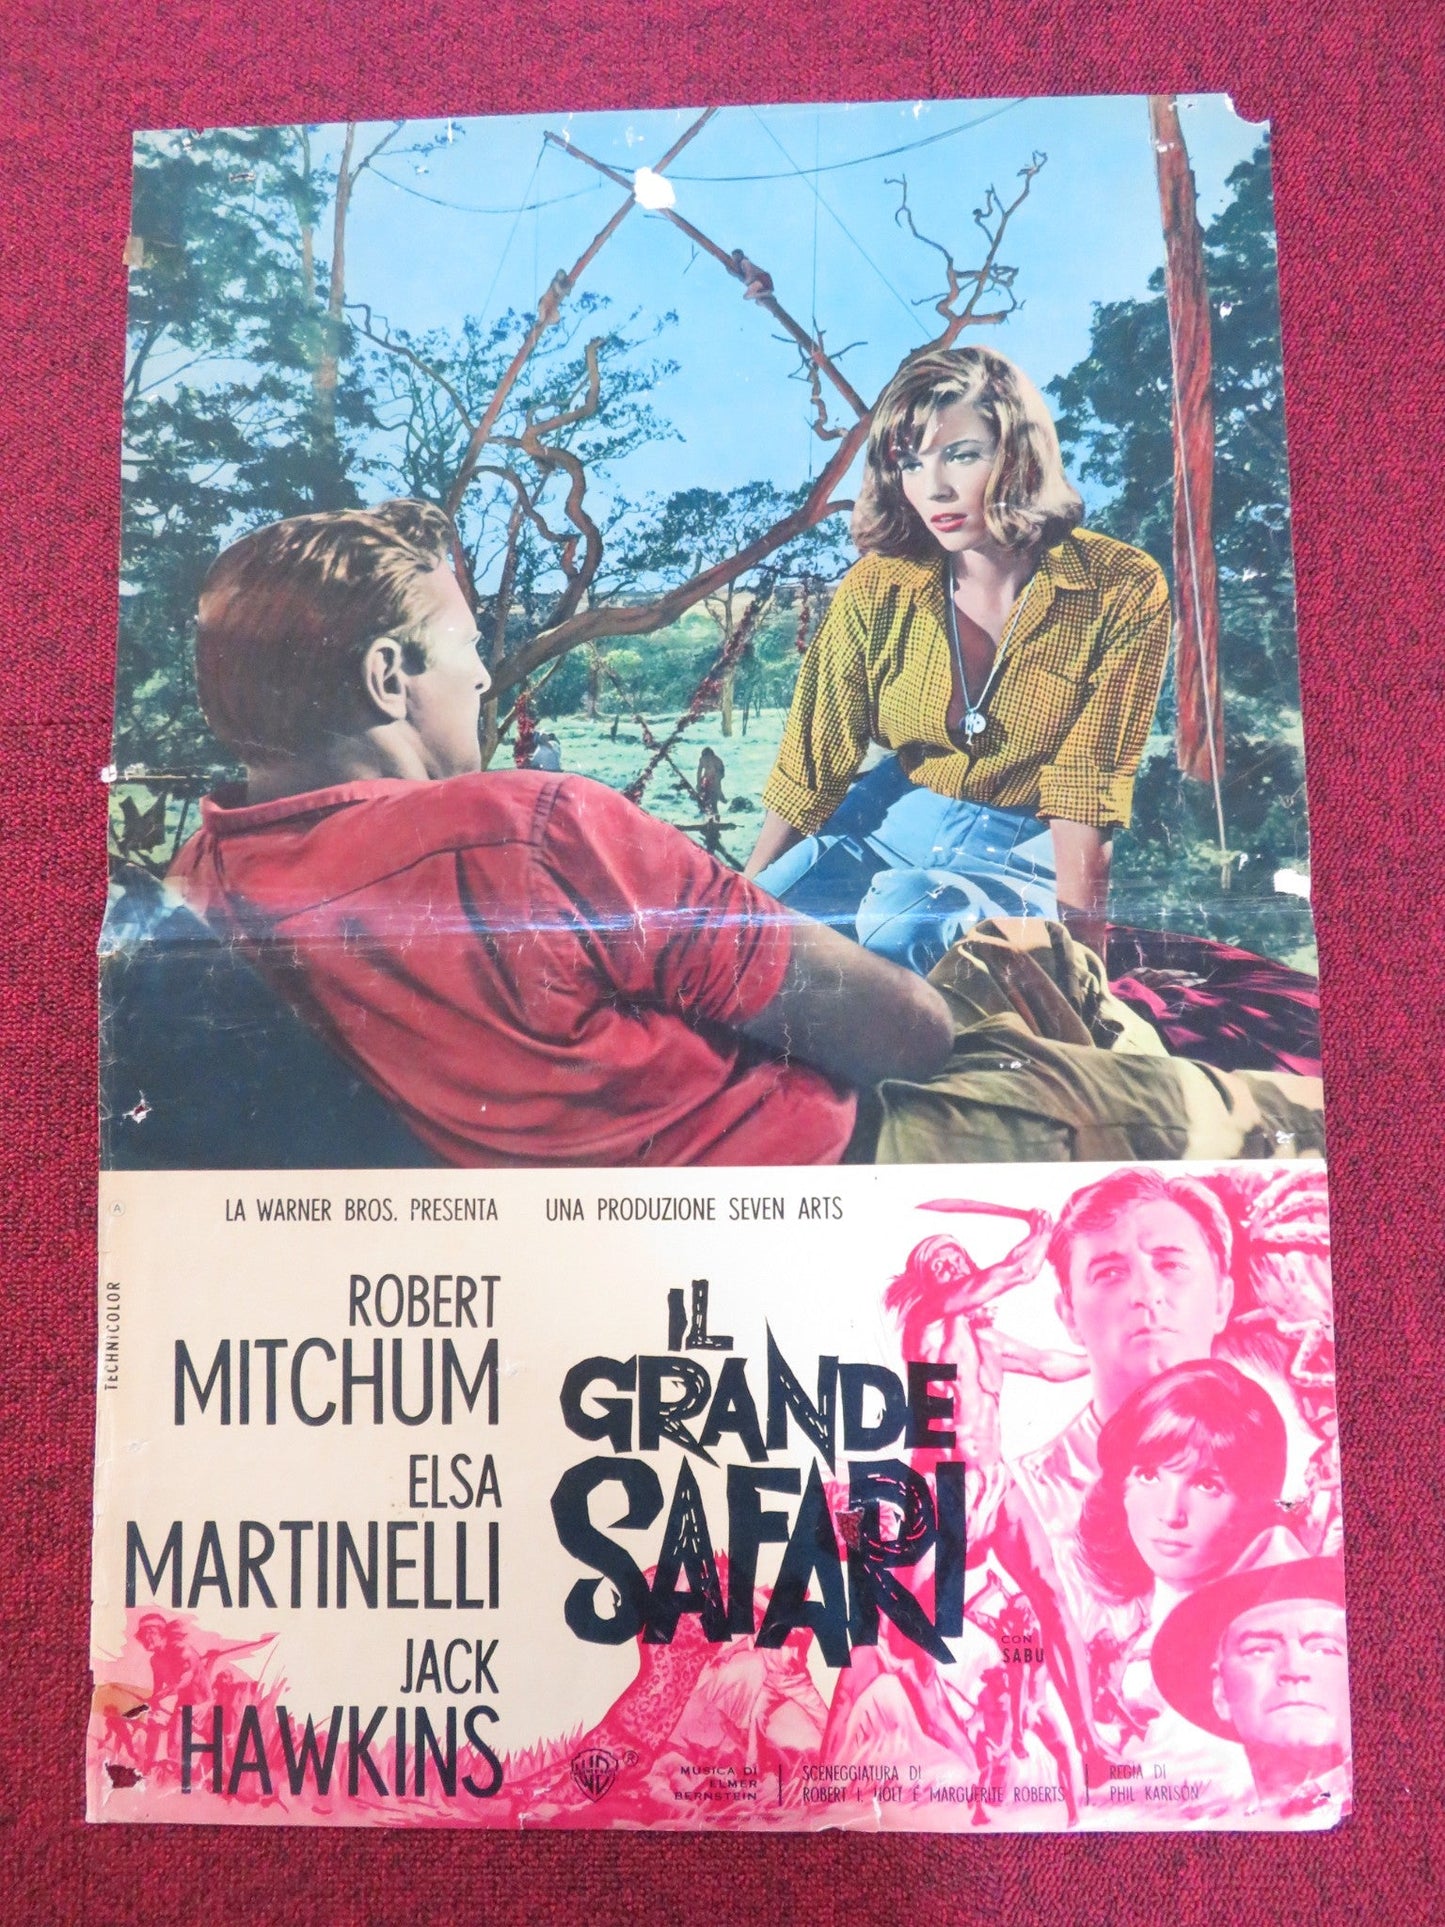 LA WARNER BROS. PRESENTA UNA PRODUZIONE SEVEN ARTS
A
TECHNICOLOR
ROBERT
MITCHUM
ELSA
MARTINELLI
JACK
HAWKINS
IL
GRANDE
SAFARI
CON
SABU
WB
®
MUSICA DI
ELMER
BERNSTEIN
SCENEGGIATURA DI
ROBERT I. HOLT E MARGUERITE ROBERTS
REGIA DI
PHIL KARLSON